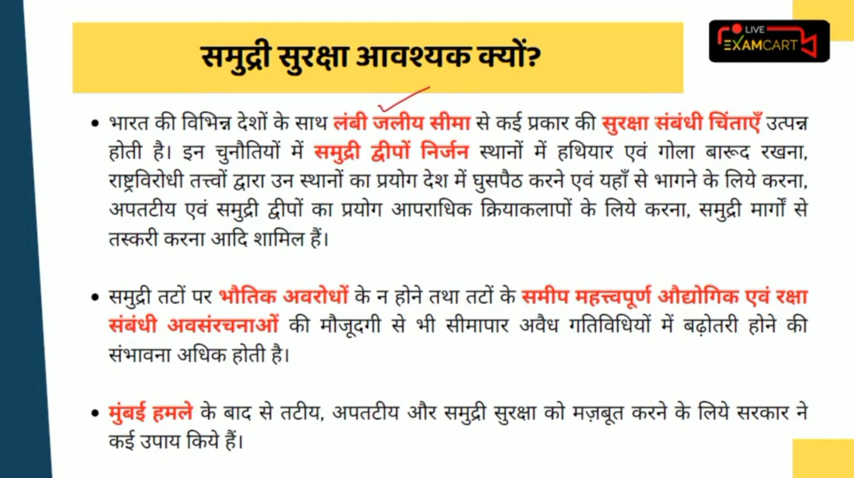 समुद्री सुरक्षा आवश्यक क्यों?
LIVE
EXAMCART
• भारत की विभिन्न देशों के साथ लंबी जलीय सीमा से कई प्रकार की सुरक्षा संबंधी चिंताएँ उत्पन्न
होती है। इन चुनौतियों में समुद्री द्वीपों निर्जन स्थानों में हथियार एवं गोला बारूद रखना,
राष्ट्रविरोधी तत्त्वों द्वारा उन स्थानों का प्रयोग देश में घुसपैठ करने एवं यहाँ से भागने के लिये करना,
अपतटीय एवं समुद्री द्वीपों का प्रयोग आपराधिक क्रियाकलापों के लिये करना, समुद्री मार्गों से
तस्करी करना आदि शामिल हैं।
• समुद्री तटों पर भौतिक अवरोधों के न होने तथा तटों के समीप महत्त्वपूर्ण औद्योगिक एवं रक्षा
संबंधी अवसंरचनाओं की मौजूदगी से भी सीमापार अवैध गतिविधियों में बढ़ोतरी होने की
संभावना अधिक होती है।
• मुंबई हमले के बाद से तटीय, अपतटीय और समुद्री सुरक्षा को मज़बूत करने के लिये सरकार ने
कई उपाय किये हैं।